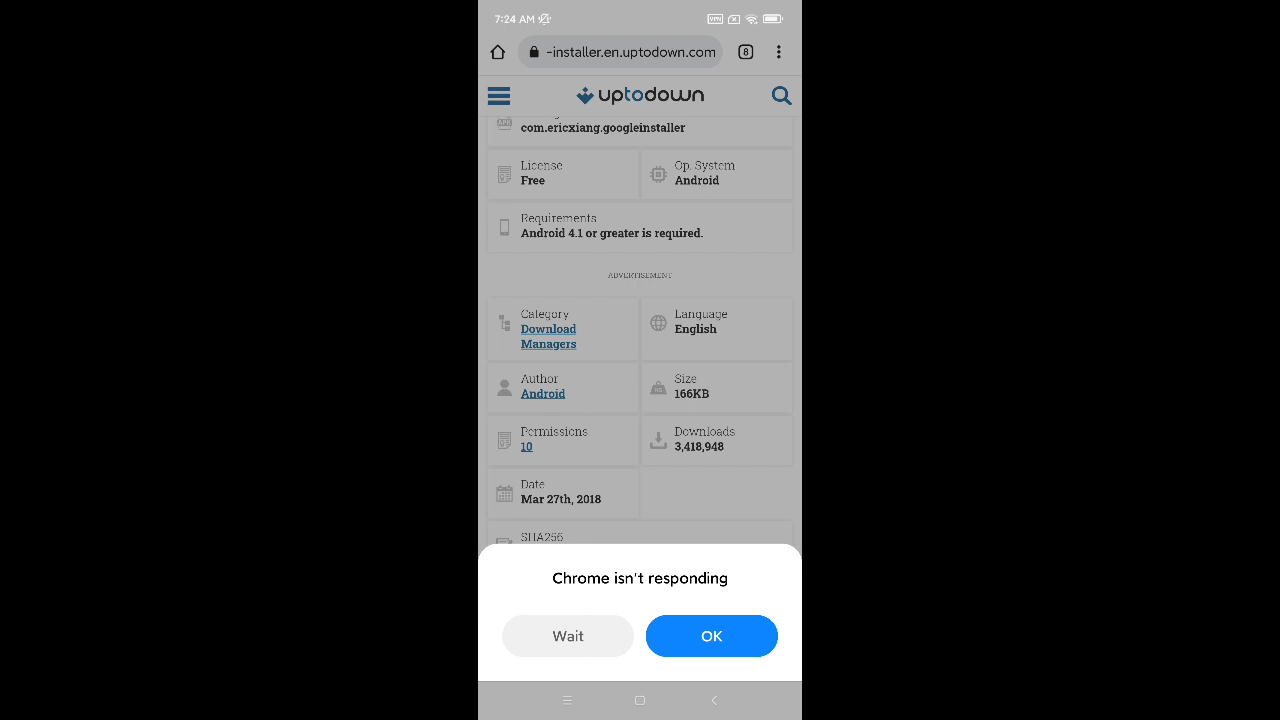 7:24 AM
VPN
-installer.en.uptodown.com
8
uptodown
APK
com.ericxiang.googleinstaller
License
Free
Op. System
Android
Requirements
Android 4.1 or greater is required.
ADVERTISEMENT
Category
Download
Managers
Language
English
Author
Android
Size
166KB
Permissions
10
Downloads
3,418,948
Date
Mar 27th, 2018
SHA256
Chrome isn't responding
Wait
OK